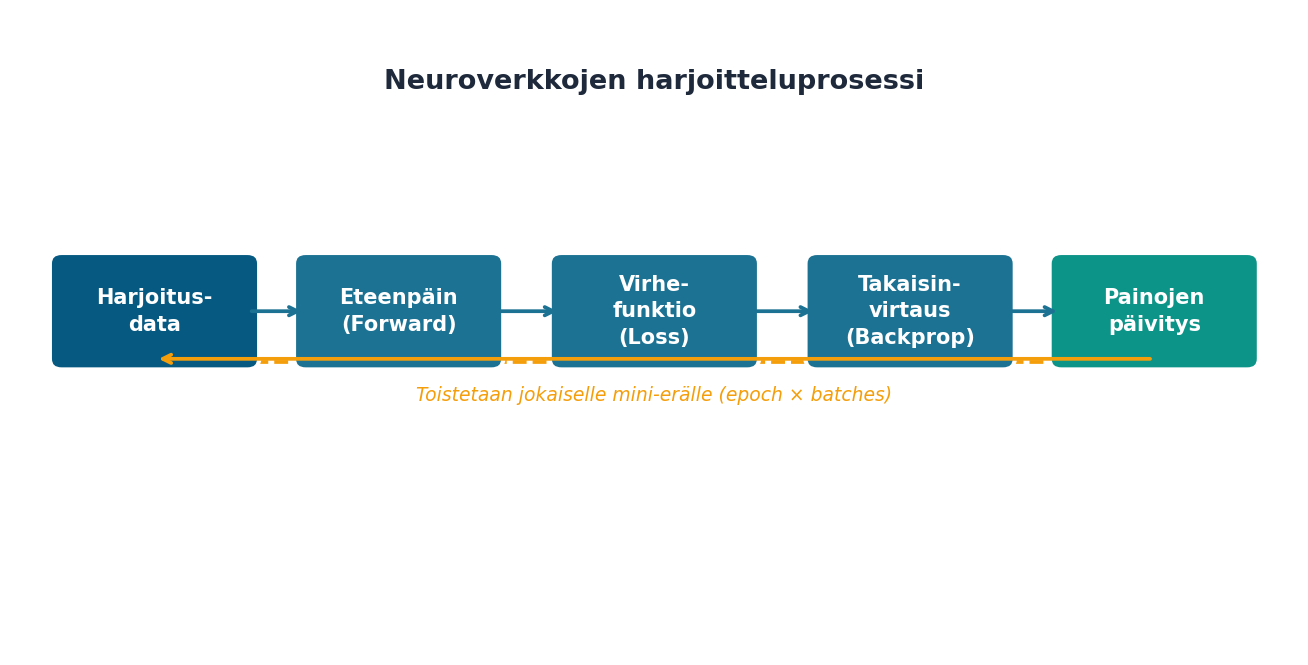 Neuroverkkojen harjoitteluprosessi
Harjoitus-
data
Eteenpäin
(Forward)
Virhe-
funktio
(Loss)
Takaisin-
virtaus
(Backprop)
Painojen
päivitys
Toistetaan jokaiselle mini-erälle (epoch × batches)